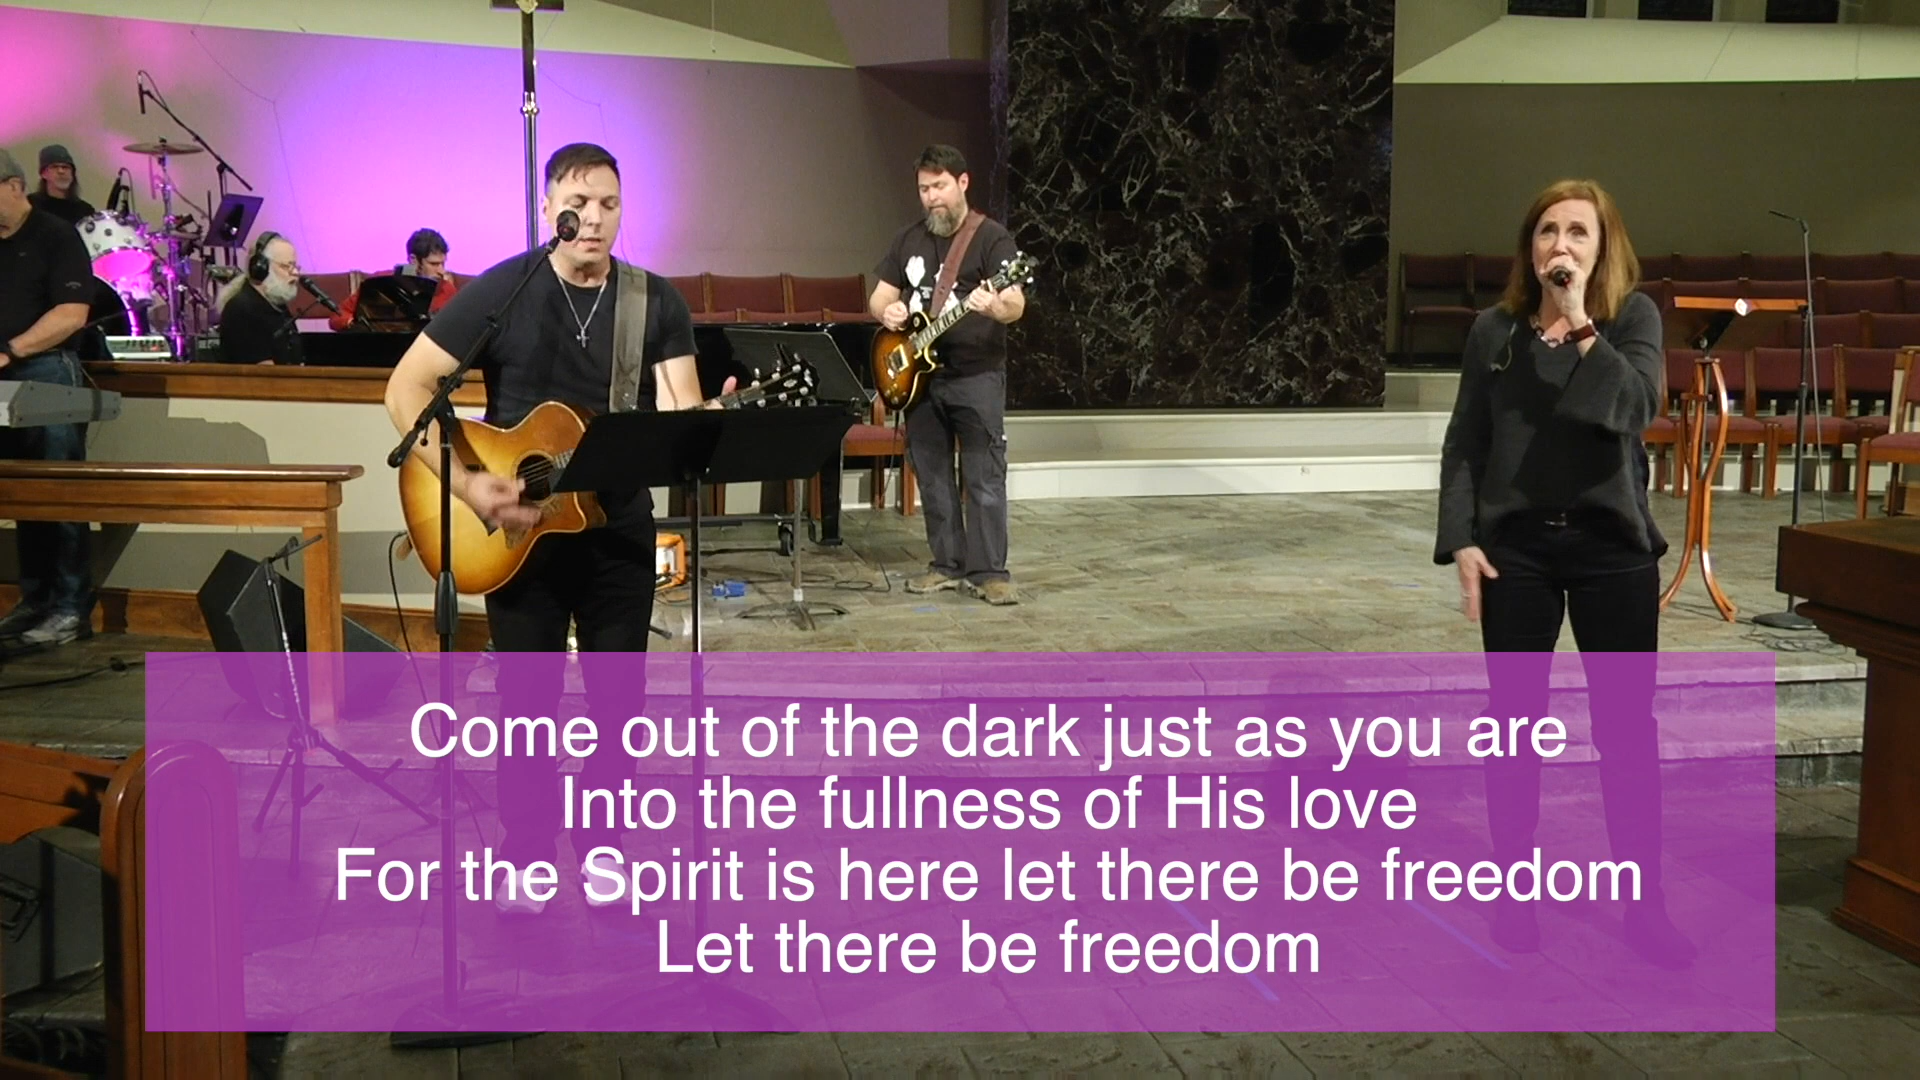 Come out of the dark just as you are
Into the fullness of His love
For the Spirit is here let there be freedom
Let there be freedom